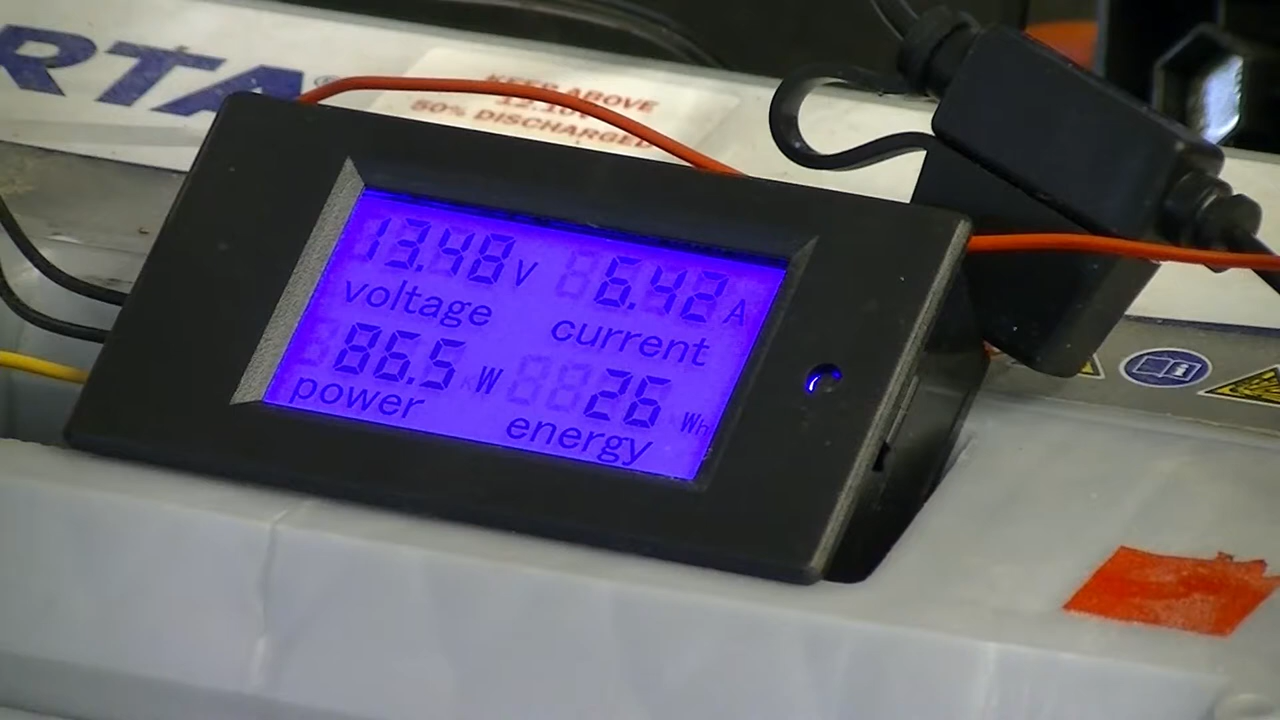 RTA®
KEEP ABOVE
50% DISCHARGED
13.48 V 6.42 A
voltage current
86.5 W 26 Wh
power energy